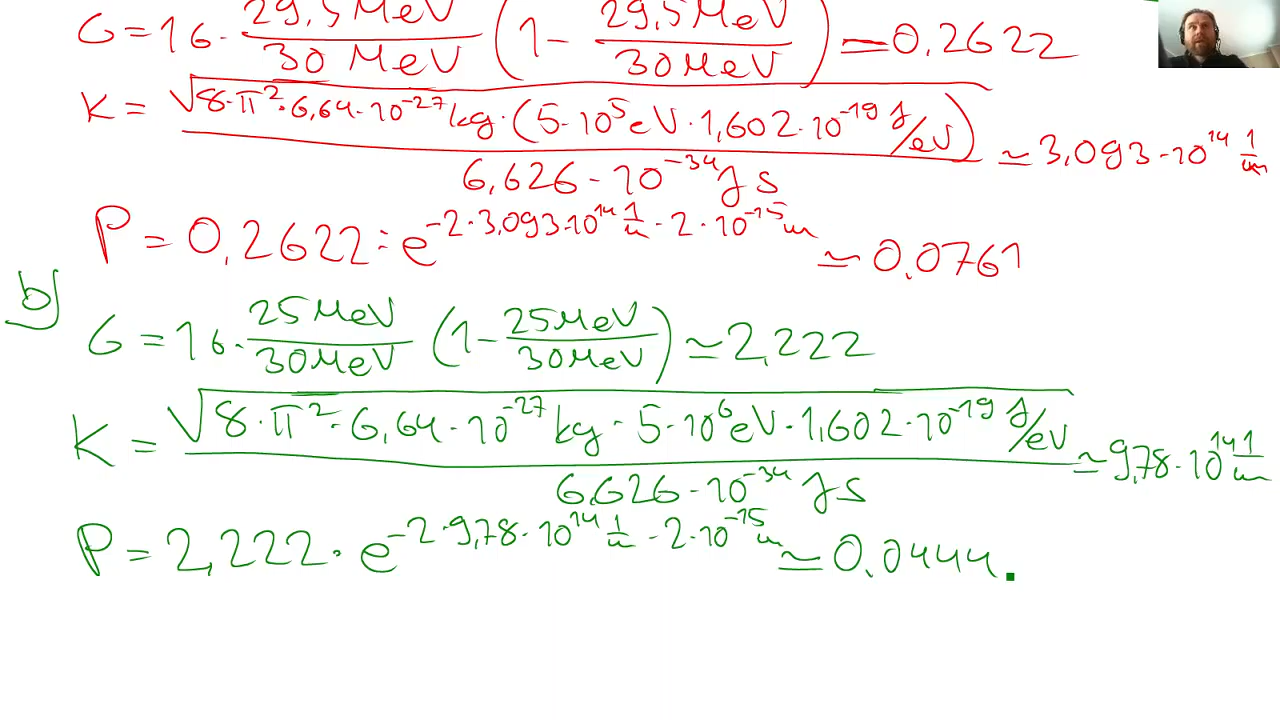 G = 16 · 29,5 MeV / 30 MeV (1 - 29,5 MeV / 30 MeV) ≃ 0,2622
K = √(8·π²·6,64·10⁻²⁷ kg·(5·10⁵ eV·1,602·10⁻¹⁹ J/eV)) / 6,626·10⁻³⁴ J s ≃ 3,093·10¹⁴ 1/m
P = 0,2622 · e^(-2·3,093·10¹⁴ 1/m · 2·10⁻¹⁵ m) ≃ 0,0761
b)
G = 16 · 25 MeV / 30 MeV (1 - 25 MeV / 30 MeV) ≃ 2,222
K = √(8·π²·6,64·10⁻²⁷ kg·5·10⁶ eV·1,602·10⁻¹⁹ J/eV) / 6,626·10⁻³⁴ J s ≃ 9,78·10¹⁴ 1/m
P = 2,222 · e^(-2·9,78·10¹⁴ 1/m · 2·10⁻¹⁵ m) ≃ 0,0444.